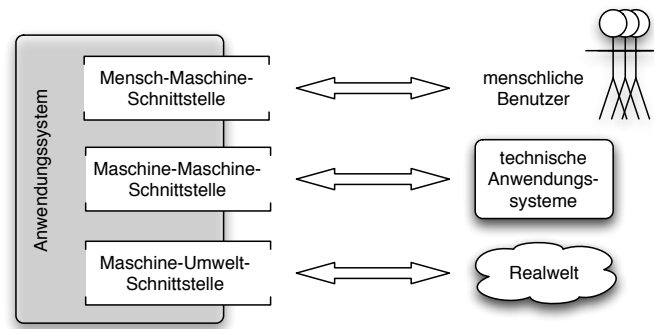 Anwendungssystem
Mensch-Maschine-
Schnittstelle
menschliche
Benutzer
Maschine-Maschine-
Schnittstelle
technische
Anwendungs-
systeme
Maschine-Umwelt-
Schnittstelle
Realwelt